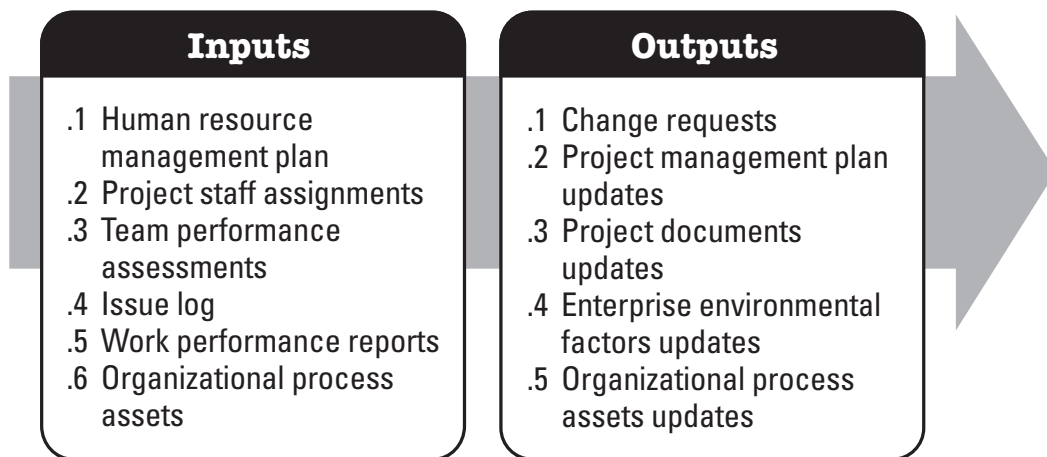 Inputs
.1 Human resource
management plan
.2 Project staff assignments
.3 Team performance
assessments
.4 Issue log
.5 Work performance reports
.6 Organizational process
assets
Outputs
.1 Change requests
.2 Project management plan
updates
.3 Project documents
updates
.4 Enterprise environmental
factors updates
.5 Organizational process
assets updates